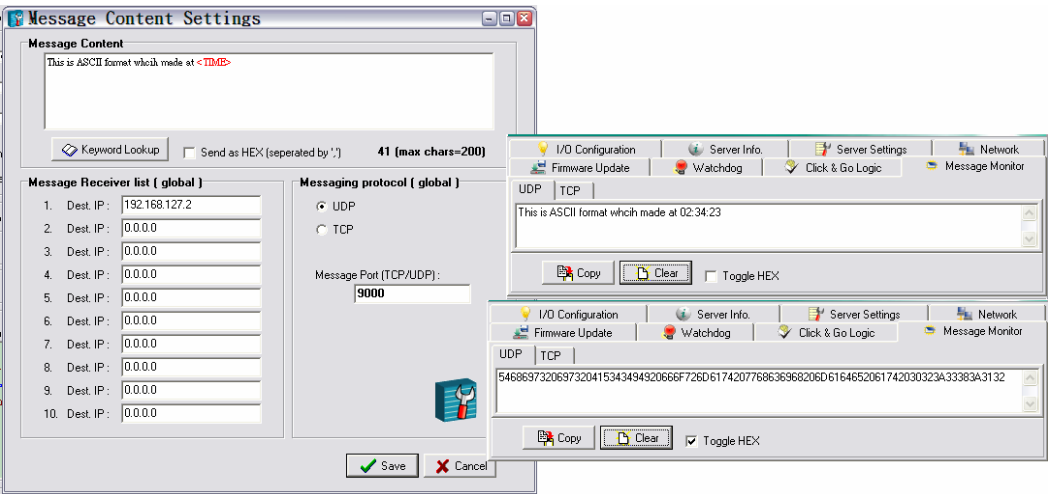 Message Content Settings
Message Content
This is ASCII format whcih made at <TIME>
Keyword Lookup
Send as HEX (seperated by ',')
41 (max chars=200)
Message Receiver list ( global )
1. Dest. IP : 192.168.127.2
2. Dest. IP : 0.0.0.0
3. Dest. IP : 0.0.0.0
4. Dest. IP : 0.0.0.0
5. Dest. IP : 0.0.0.0
6. Dest. IP : 0.0.0.0
7. Dest. IP : 0.0.0.0
8. Dest. IP : 0.0.0.0
9. Dest. IP : 0.0.0.0
10. Dest. IP : 0.0.0.0
Messaging protocol ( global )
UDP
TCP
Message Port (TCP/UDP) :
9000
Save
Cancel
I/O Configuration Server Info. Server Settings Network
Firmware Update Watchdog Click & Go Logic Message Monitor
UDP TCP
This is ASCII format whcih made at 02:34:23
Copy Clear Toggle HEX
I/O Configuration Server Info. Server Settings Network
Firmware Update Watchdog Click & Go Logic Message Monitor
UDP TCP
5468697320697320415343494920666F726D6174207768636968206D6164652061742030323A33383A3132
Copy Clear Toggle HEX